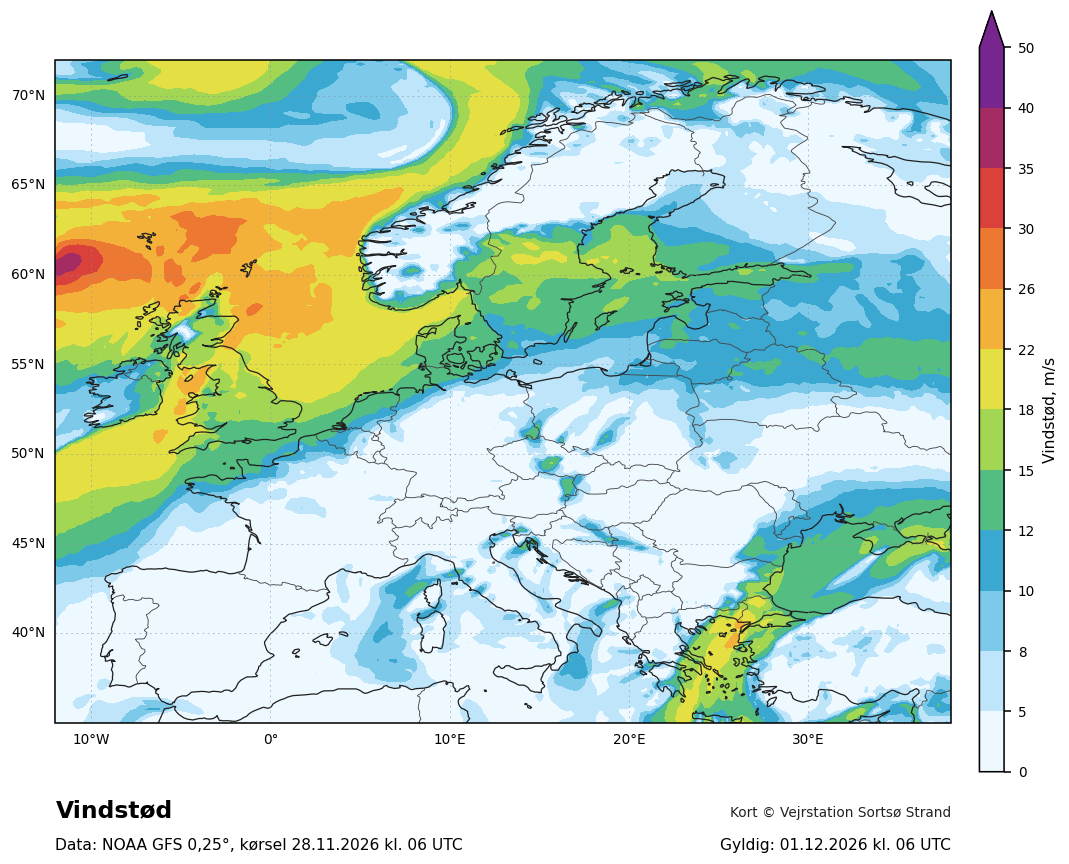 70°N
65°N
60°N
55°N
50°N
45°N
40°N
10°W
0°
10°E
20°E
30°E
50
40
35
30
26
22
18
15
12
10
8
5
0
Vindstød, m/s
Vindstød
Kort © Vejrstation Sortsø Strand
Data: NOAA GFS 0,25°, kørsel 28.11.2026 kl. 06 UTC
Gyldig: 01.12.2026 kl. 06 UTC